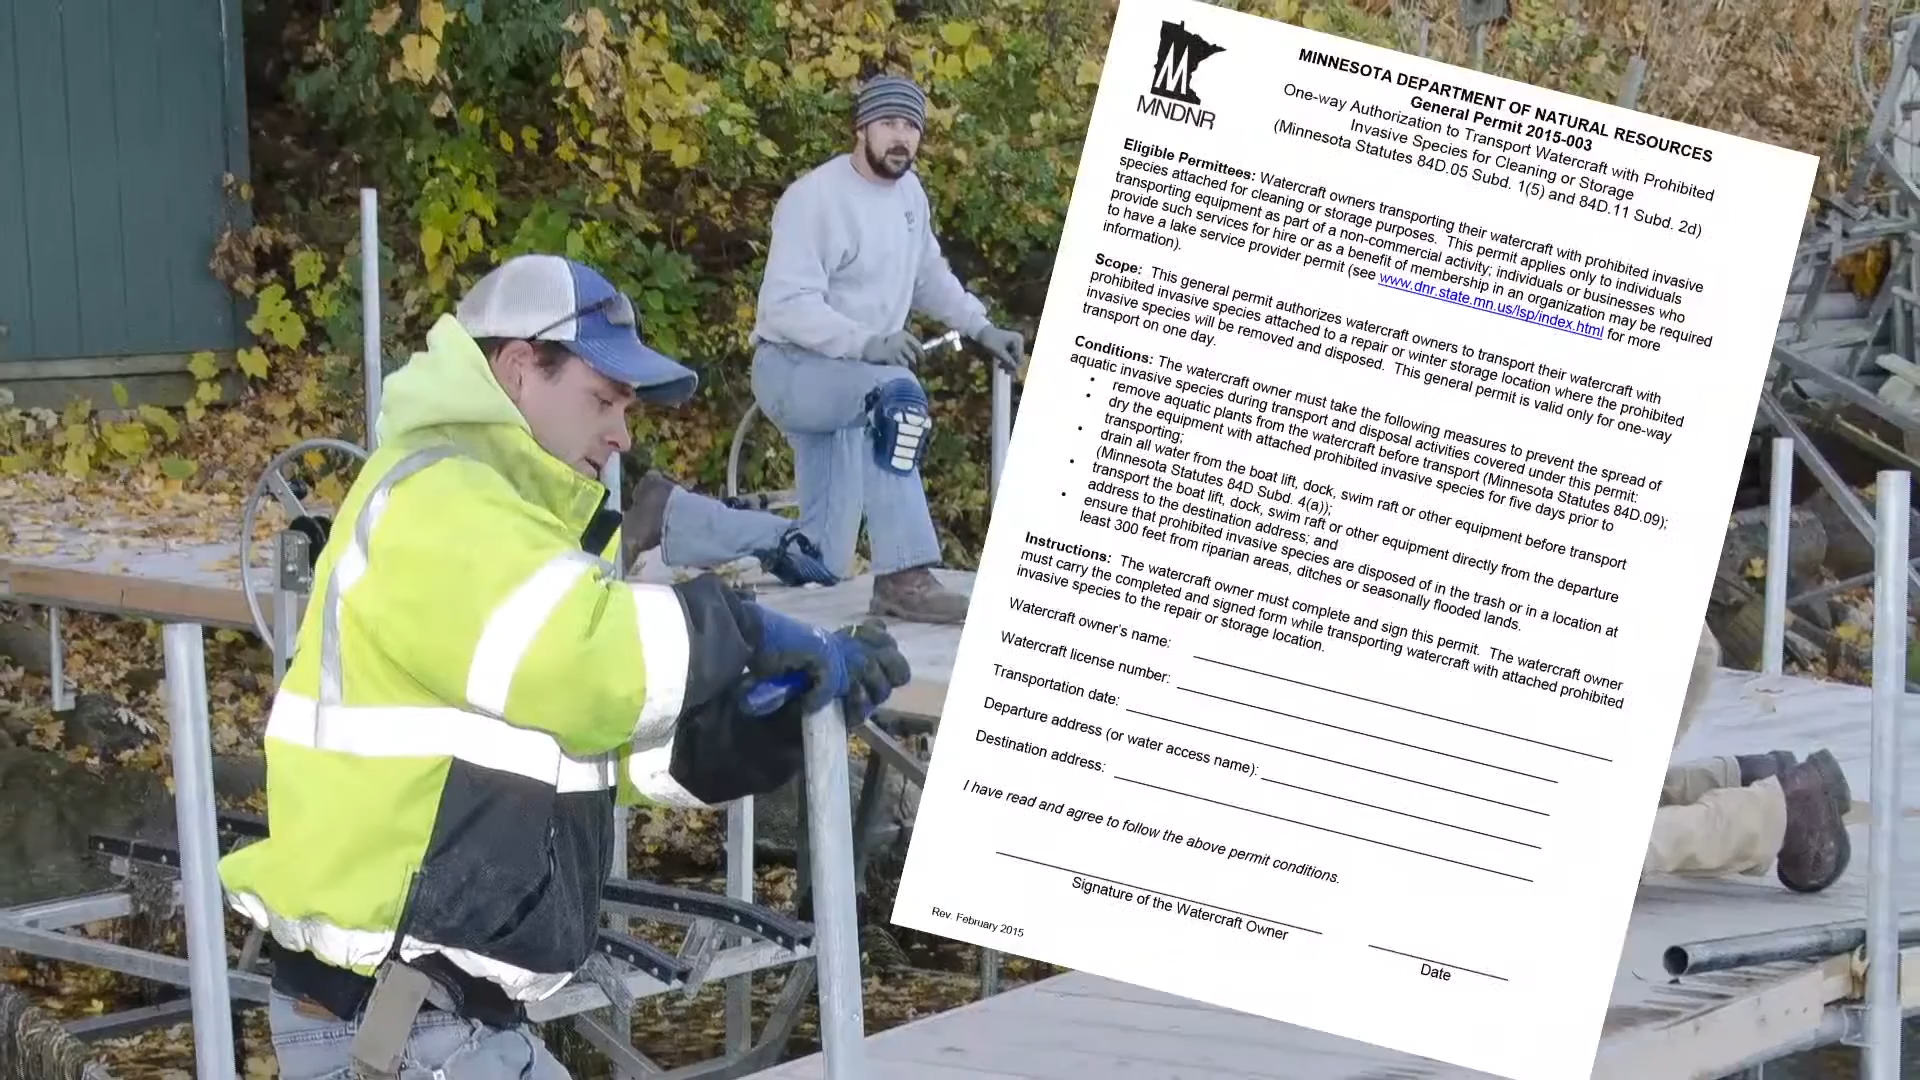 MNDNR
MINNESOTA DEPARTMENT OF NATURAL RESOURCES
General Permit 2015-003
One-way Authorization to Transport Watercraft with Prohibited
Invasive Species for Cleaning or Storage
(Minnesota Statutes 84D.05 Subd. 1(5) and 84D.11 Subd. 2d)
Eligible Permittees: Watercraft owners transporting their watercraft with prohibited invasive
species attached for cleaning or storage purposes. This permit applies only to individuals
transporting equipment as part of a non-commercial activity; individuals or businesses who
provide such services for hire or as a benefit of membership in an organization may be required
to have a lake service provider permit (see www.dnr.state.mn.us/lsp/index.html for more
information).
Scope: This general permit authorizes watercraft owners to transport their watercraft with
prohibited invasive species attached to a repair or winter storage location where the prohibited
invasive species will be removed and disposed. This general permit is valid only for one-way
transport on one day.
Conditions: The watercraft owner must take the following measures to prevent the spread of
aquatic invasive species during transport and disposal activities covered under this permit:
• remove aquatic plants from the watercraft before transport (Minnesota Statutes 84D.09);
• dry the equipment with attached prohibited invasive species for five days prior to
transporting;
• drain all water from the boat lift, dock, swim raft or other equipment before transport
(Minnesota Statutes 84D Subd. 4(a));
• transport the boat lift, dock, swim raft or other equipment directly from the departure
address to the destination address; and
• ensure that prohibited invasive species are disposed of in the trash or in a location at
least 300 feet from riparian areas, ditches or seasonally flooded lands.
Instructions: The watercraft owner must complete and sign this permit. The watercraft owner
must carry the completed and signed form while transporting watercraft with attached prohibited
invasive species to the repair or storage location.
Watercraft owner's name:
Watercraft license number:
Transportation date:
Departure address (or water access name):
Destination address:
I have read and agree to follow the above permit conditions.
Signature of the Watercraft Owner
Date
Rev. February 2015